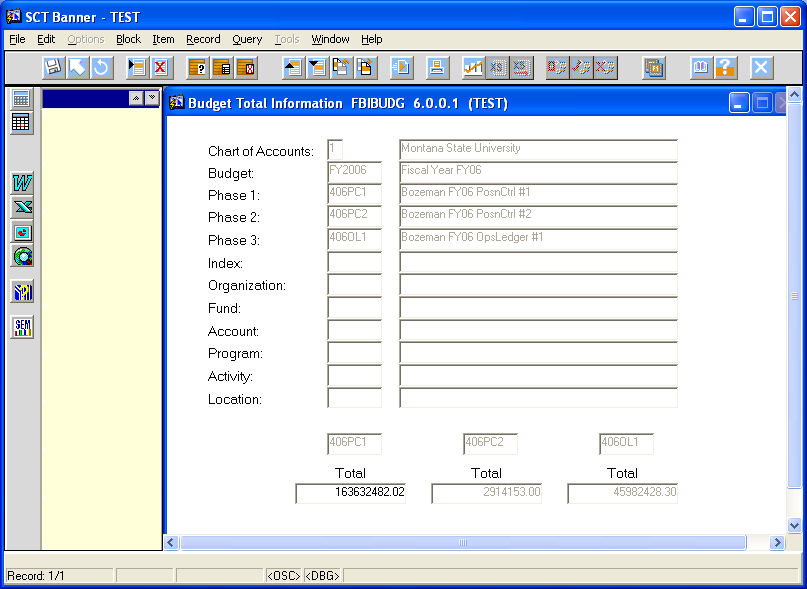 SCT Banner - TEST
File Edit Options Block Item Record Query Tools Window Help
Budget Total Information FBIBUDG 6.0.0.1 (TEST)
Chart of Accounts: 1 Montana State University
Budget: FY2006 Fiscal Year FY06
Phase 1: 406PC1 Bozeman FY06 PosnCtrl #1
Phase 2: 406PC2 Bozeman FY06 PosnCtrl #2
Phase 3: 406OL1 Bozeman FY06 OpsLedger #1
Index:
Organization:
Fund:
Account:
Program:
Activity:
Location:
406PC1 406PC2 406OL1
Total Total Total
163632482.02 2914153.00 45982428.30
SEM
Record: 1/1 <OSC> <DBG>